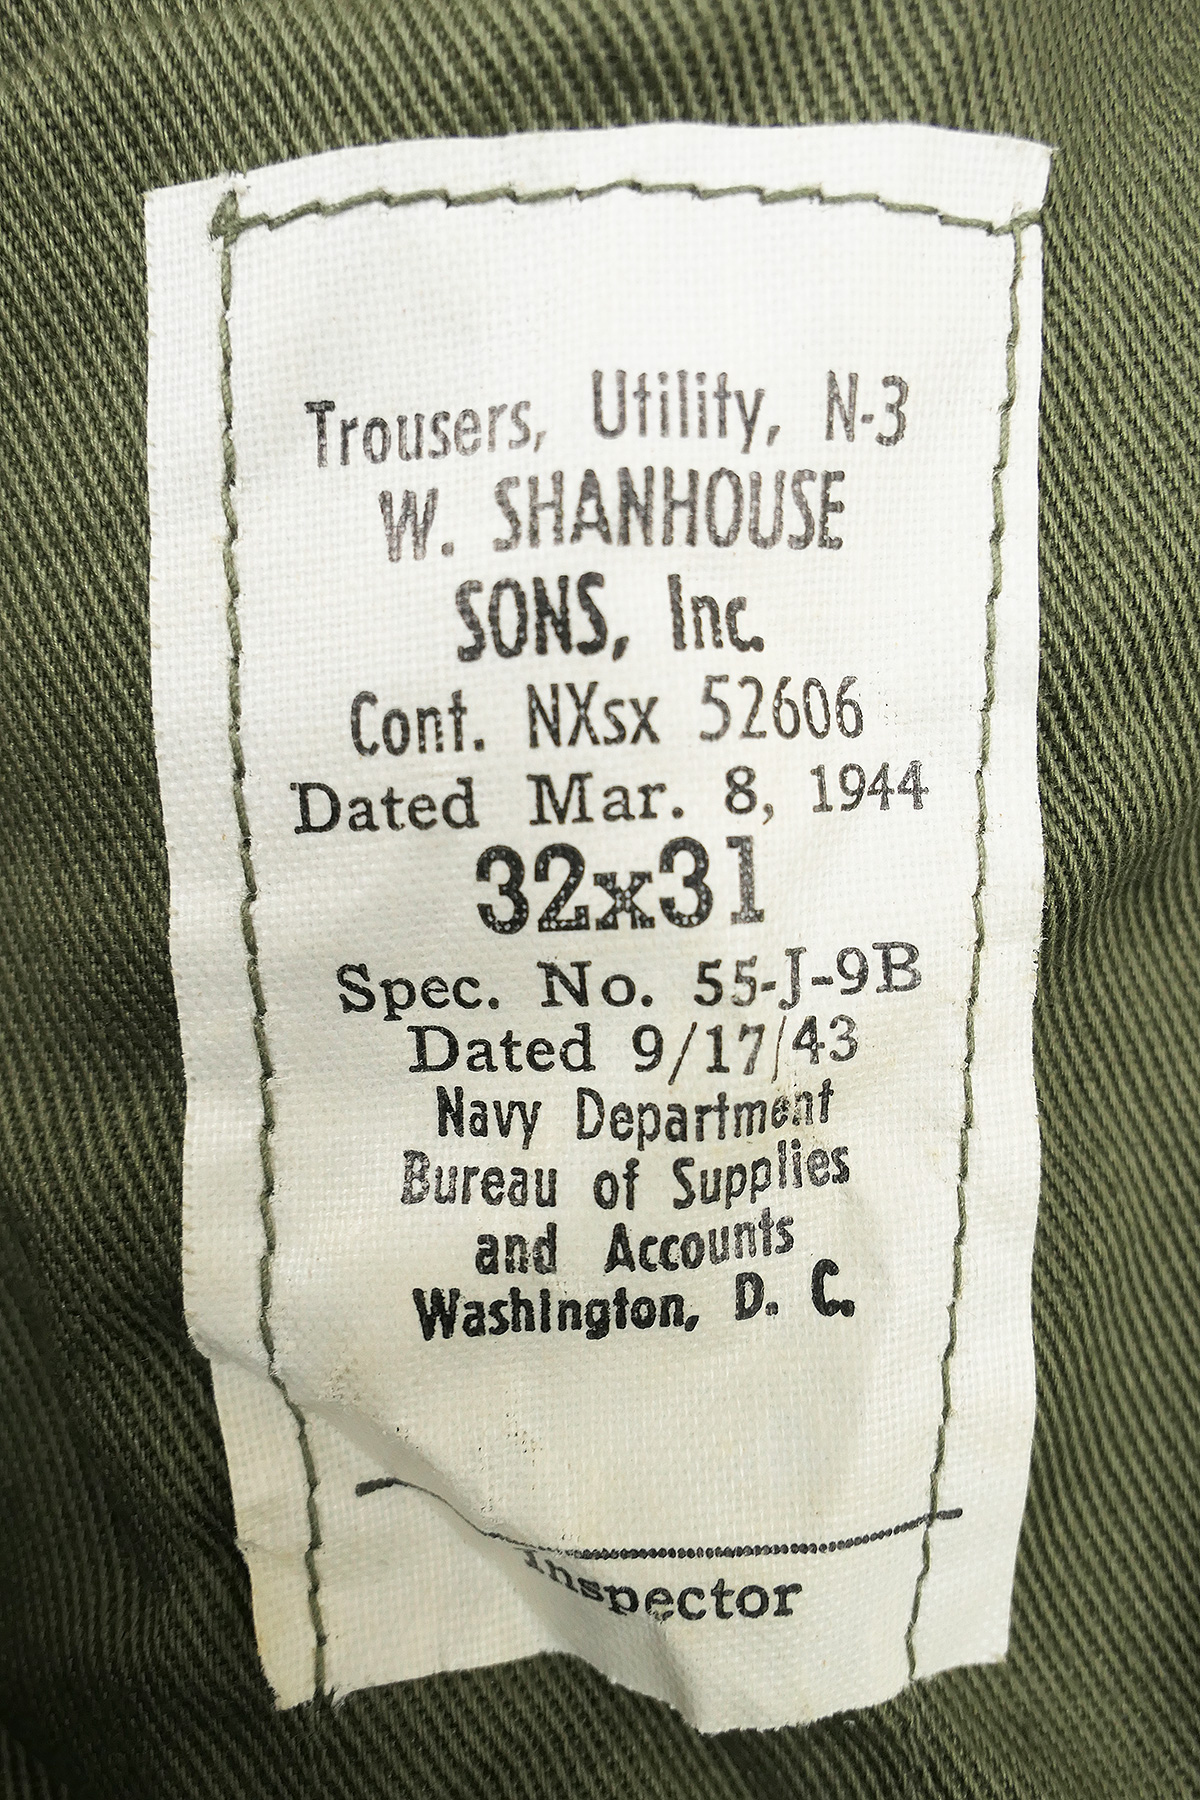 Trousers, Utility, N-3
W. SHANHOUSE
SONS, Inc.
Cont. NXsx 52606
Dated Mar. 8, 1944
32x31
Spec. No. 55-J-9B
Dated 9/17/43
Navy Department
Bureau of Supplies
and Accounts
Washington, D. C.
Inspector